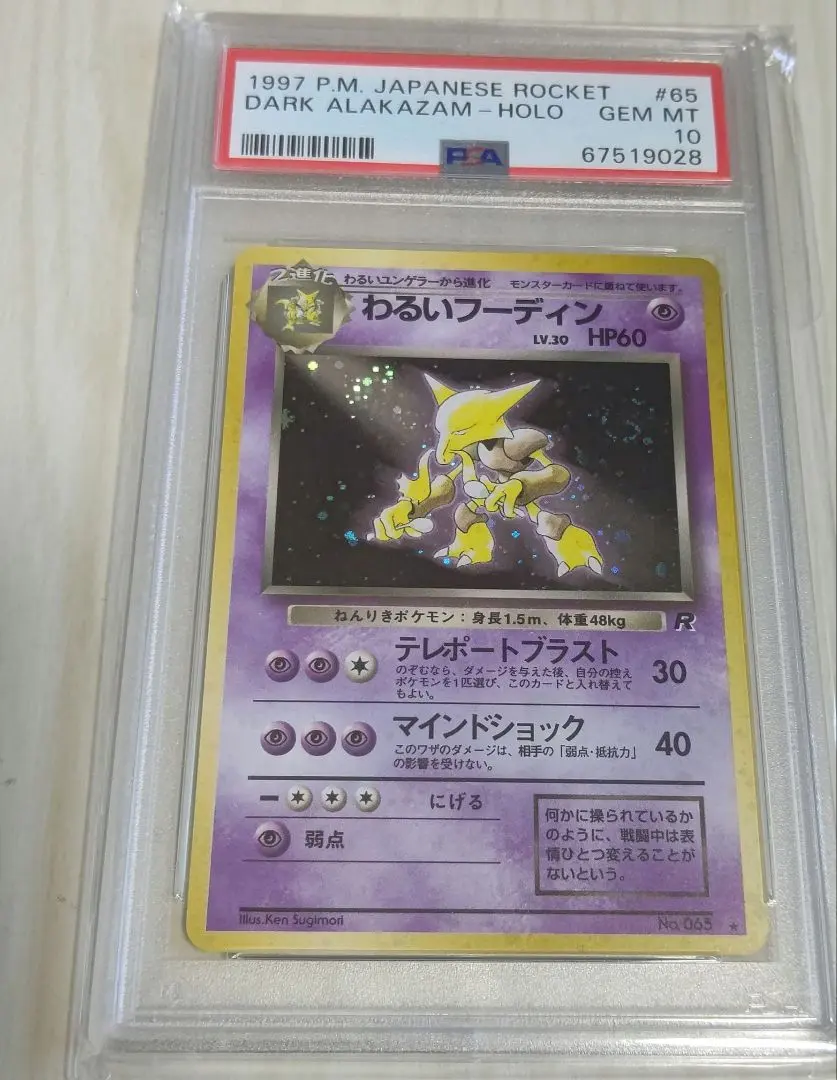 1997 P.M. JAPANESE ROCKET #65
DARK ALAKAZAM-HOLO GEM MT
10
PSA 67519028
2進化 わるいユンゲラーから進化 モンスターカードに重ねて使います。
わるいフーディン
LV.30 HP60
ねんりきポケモン：身長1.5m、体重48kg R
テレポートブラスト 30
のぞむなら、ダメージを与えた後、自分の控え
ポケモンを1匹選び、このカードと入れ替えて
もよい。
マインドショック 40
このワザのダメージは、相手の「弱点・抵抗力」
の影響を受けない。
にげる
弱点
何かに操られているか
のように、戦闘中は表
情ひとつ変えることが
ないという。
Illus.Ken Sugimori No. 065